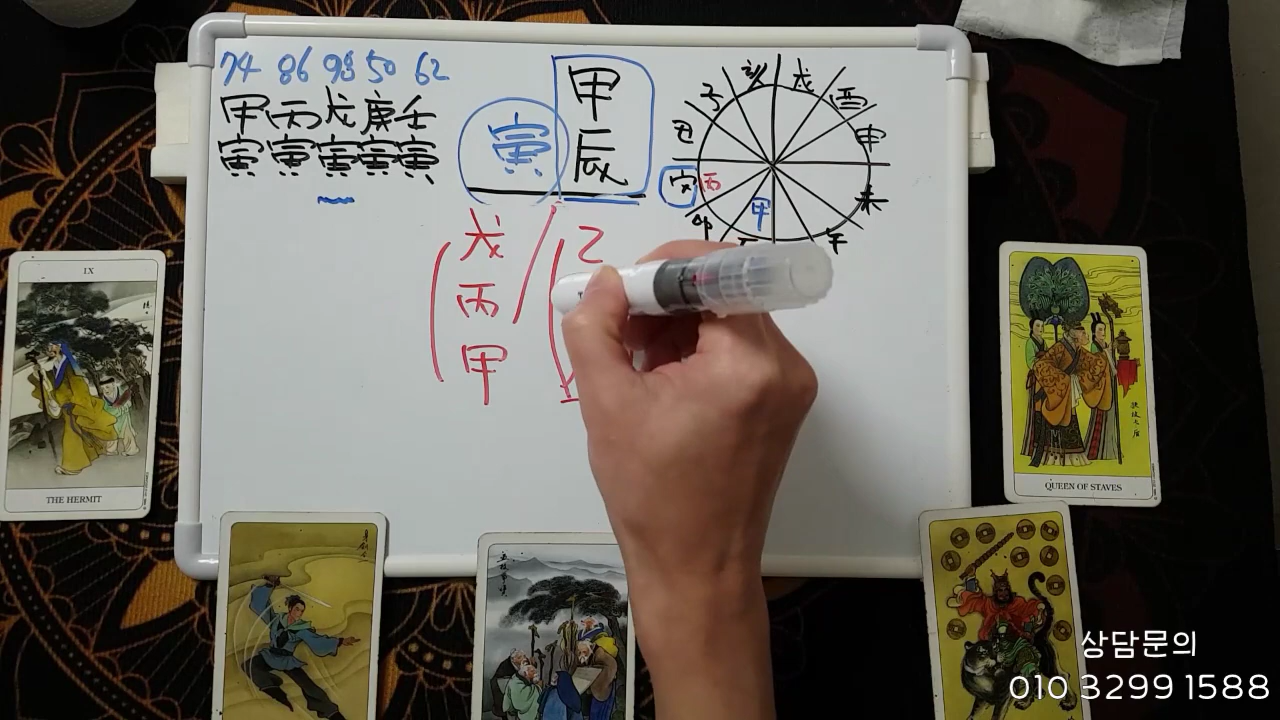 74 86 98 50 62
甲丙戊庚壬
寅寅寅寅寅
寅
甲
辰
亥 戌
子 酉
丑 申
寅 丙 未
甲
卯 午
戊 乙
丙
甲
IX
THE HERMIT
QUEEN OF STAVES
상담문의
010 3299 1588